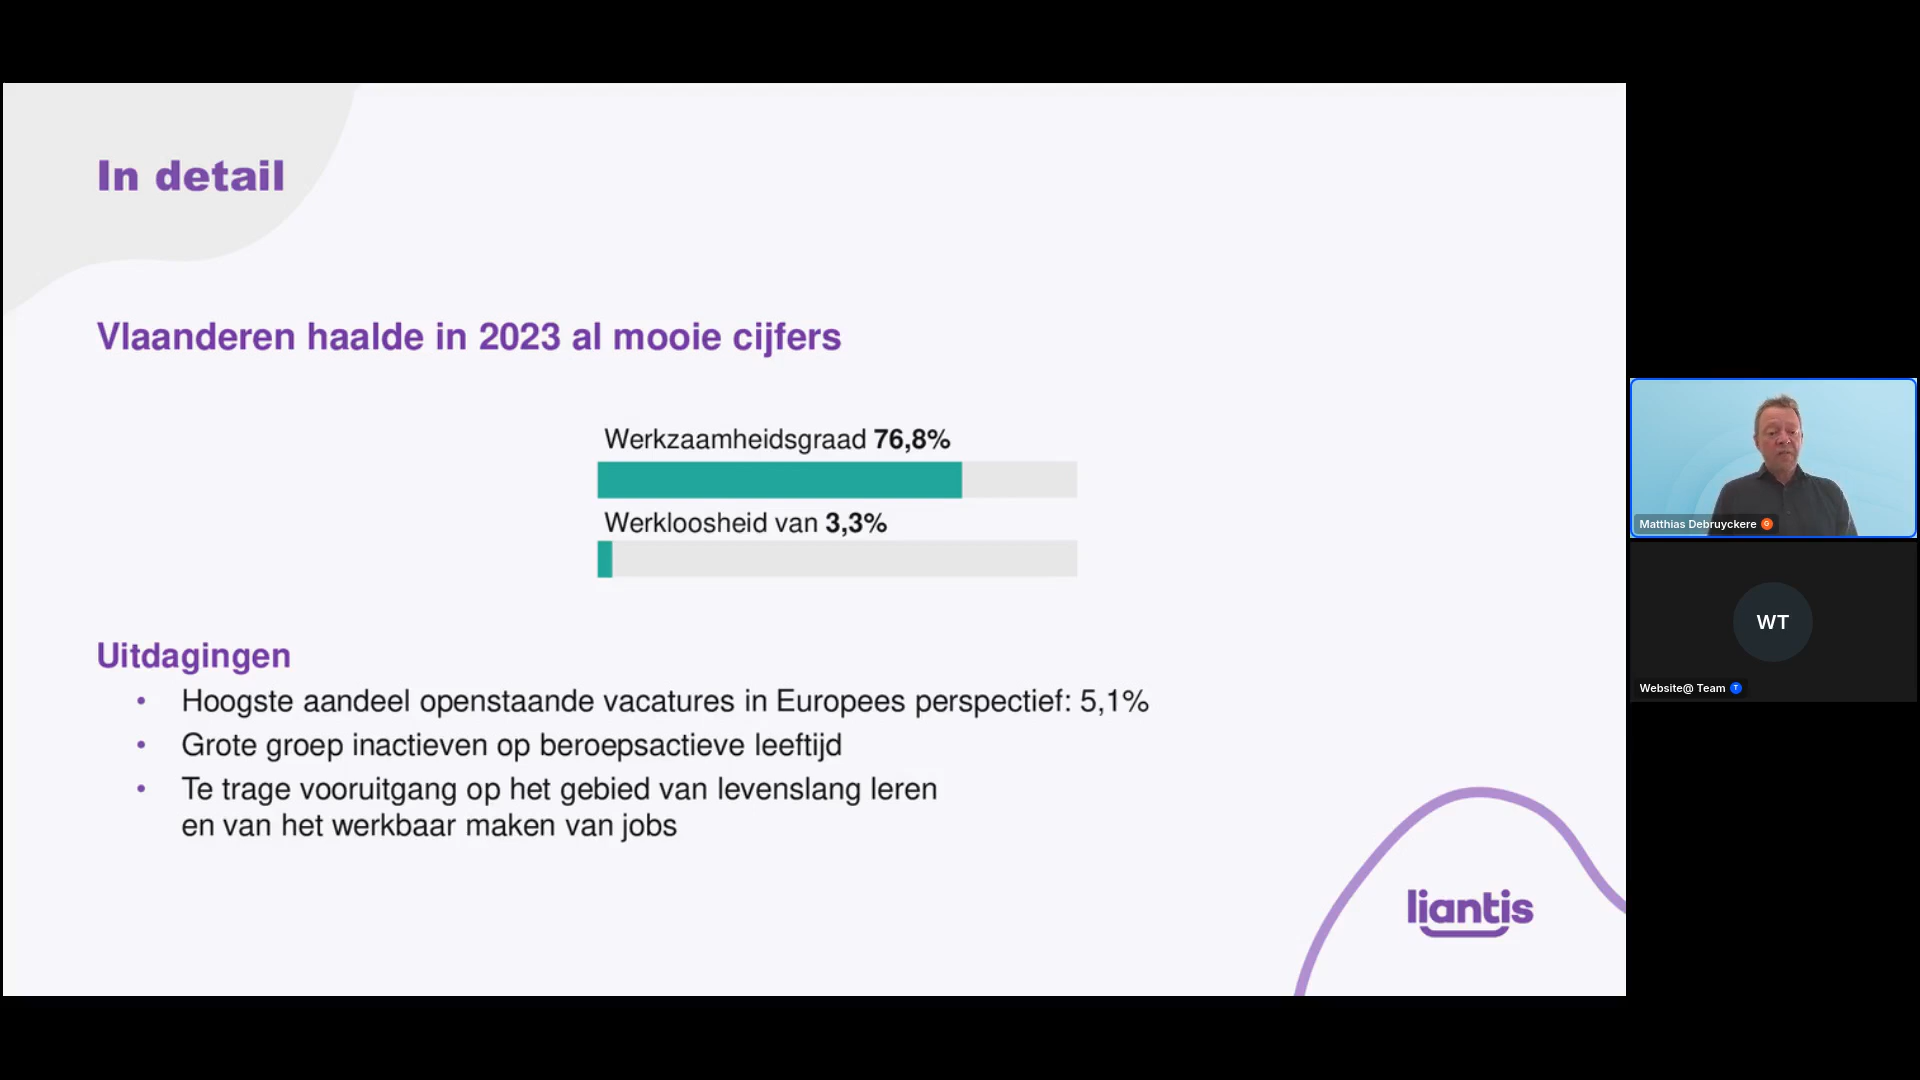 In detail
Vlaanderen haalde in 2023 al mooie cijfers
Werkzaamheidsgraad 76,8%
Werkloosheid van 3,3%
Uitdagingen
• Hoogste aandeel openstaande vacatures in Europees perspectief: 5,1%
• Grote groep inactieven op beroepsactieve leeftijd
• Te trage vooruitgang op het gebied van levenslang leren
en van het werkbaar maken van jobs
liantis
Matthias Debruyckere
WT
Website@ Team